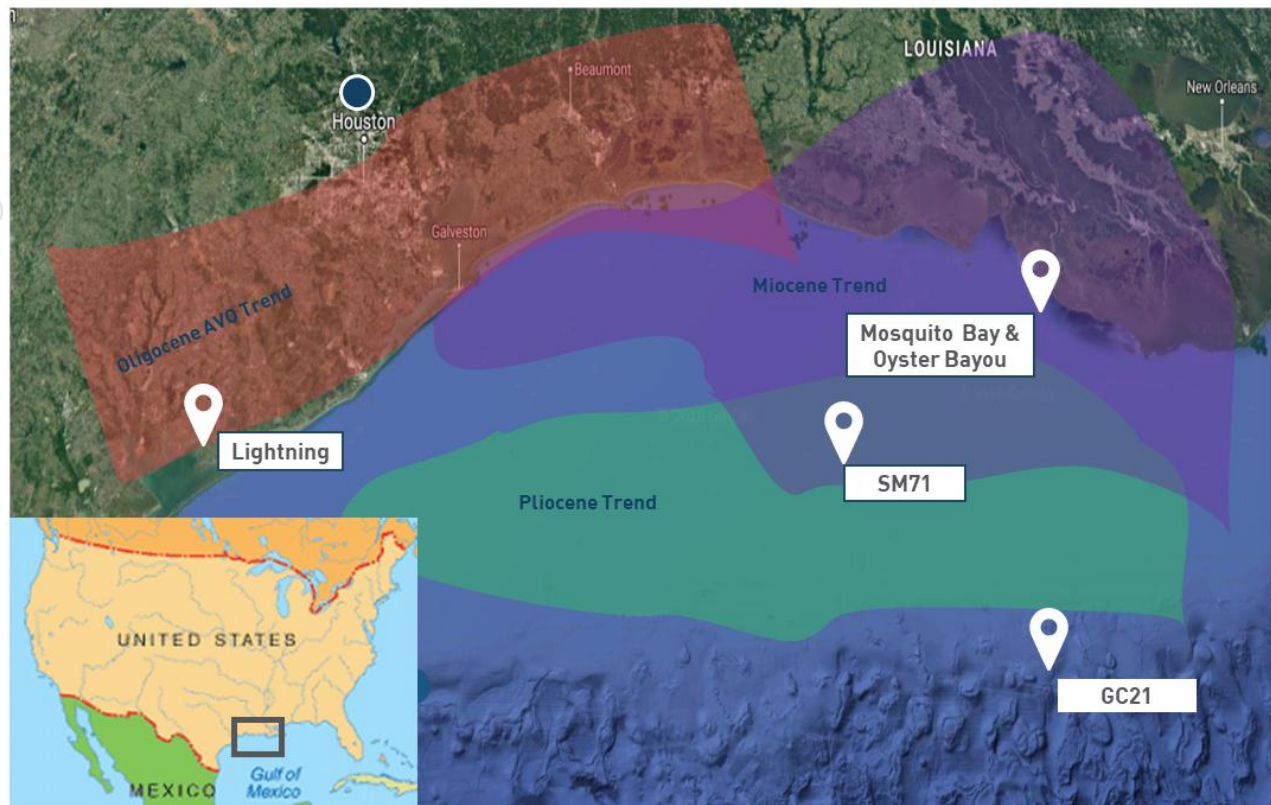 LOUISIANA
Beaumont
New Orleans
Houston
Galveston
Oligocene AVO Trend
Miocene Trend
Mosquito Bay &
Oyster Bayou
Lightning
SM71
Pliocene Trend
GC21
UNITED STATES
Gulf of
Mexico
MEXICO